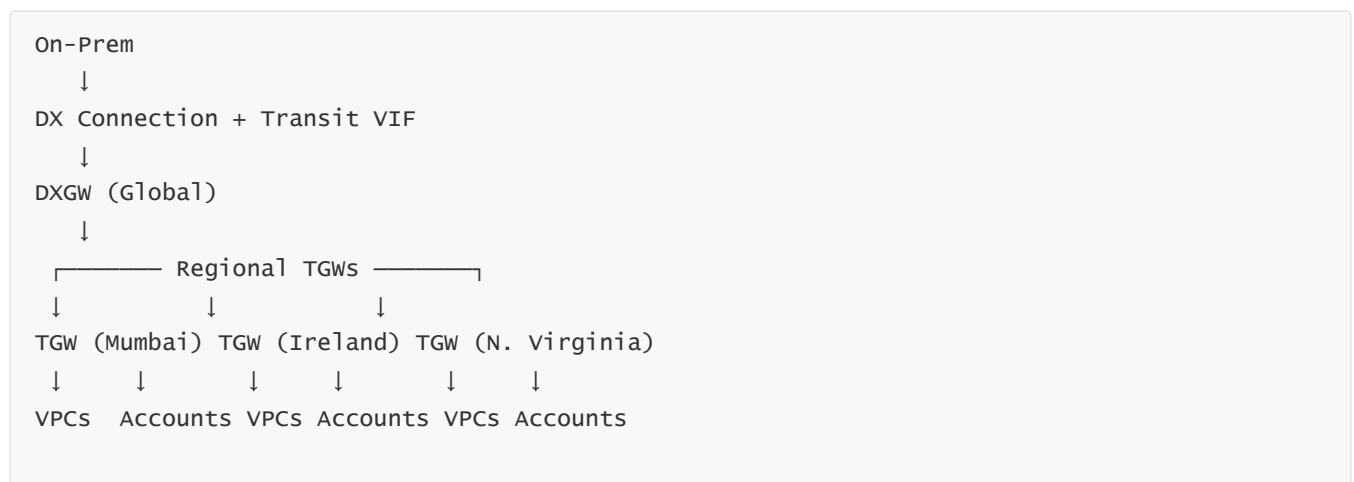 On-Prem
↓
DX Connection + Transit VIF
↓
DXGW (Global)
↓
┌─────── Regional TGWs ───────┐
↓ ↓ ↓
TGW (Mumbai) TGW (Ireland) TGW (N. Virginia)
↓ ↓ ↓ ↓ ↓ ↓
VPCs Accounts VPCs Accounts VPCs Accounts